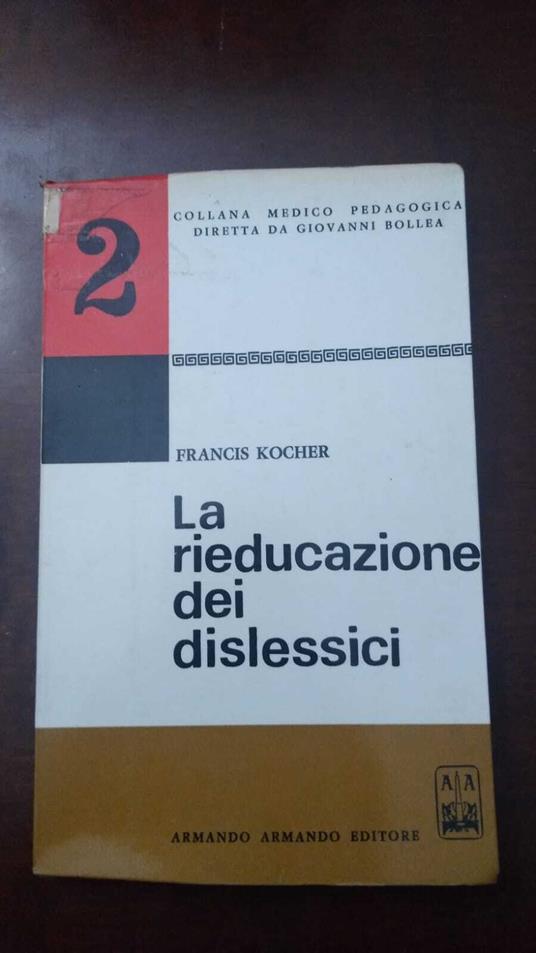 2
COLLANA MEDICO PEDAGOGICA
DIRETTA DA GIOVANNI BOLLEA
FRANCIS KOCHER
La
rieducazione
dei
dislessici
A A
ARMANDO ARMANDO EDITORE